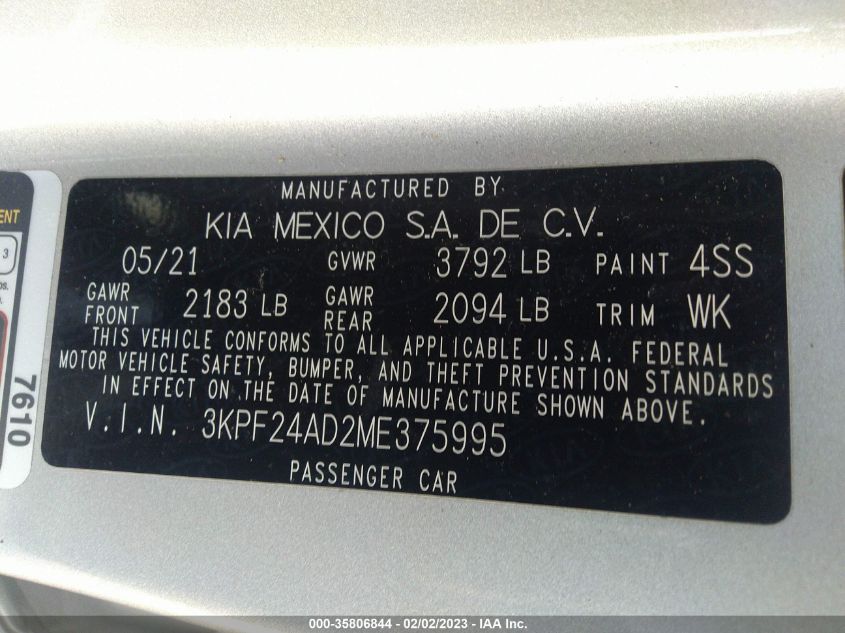 MANUFACTURED BY
KIA MEXICO S.A. DE C.V.
05/21 GVWR 3792 LB PAINT 4SS
GAWR FRONT 2183 LB GAWR REAR 2094 LB TRIM WK
THIS VEHICLE CONFORMS TO ALL APPLICABLE U.S.A. FEDERAL
MOTOR VEHICLE SAFETY, BUMPER, AND THEFT PREVENTION STANDARDS
IN EFFECT ON THE DATE OF MANUFACTURE SHOWN ABOVE.
V.I.N. 3KPF24AD2ME375995
PASSENGER CAR
3
7610
000-35806844 - 02/02/2023 - IAA Inc.